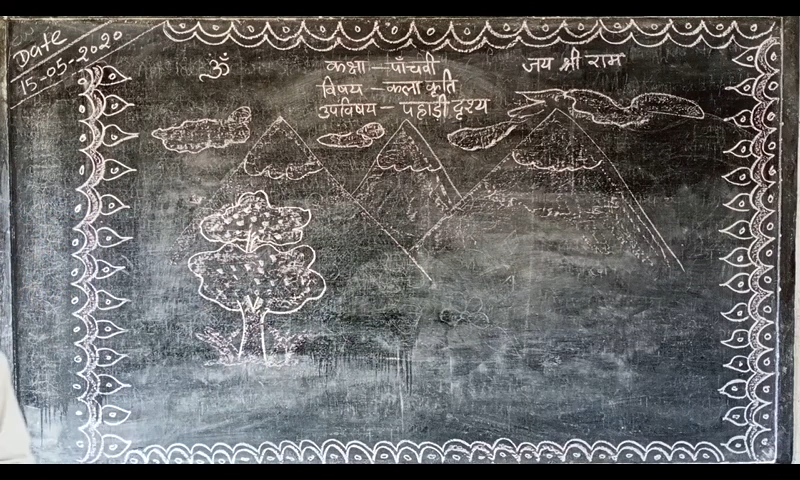 Date
15-05-2020
ॐ
कक्षा - पाँचवी
जय श्री राम
विषय - कला कृति
उपविषय - पहाडी दृश्य